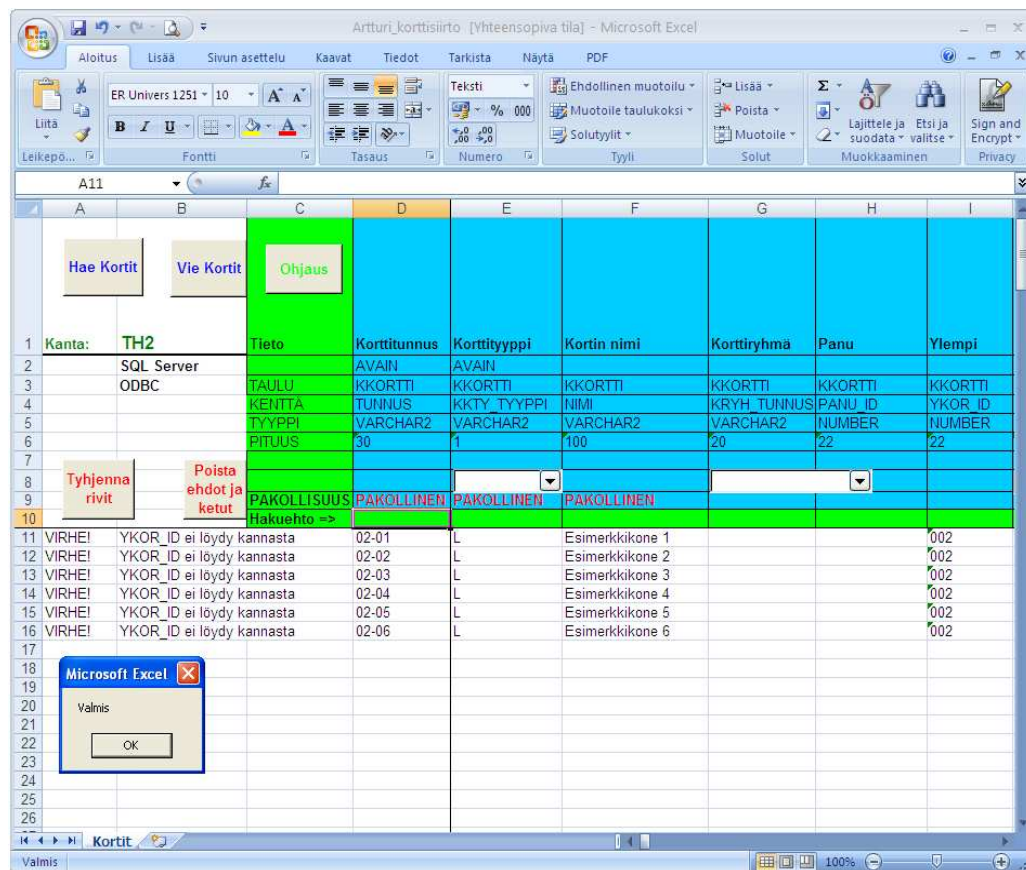 Artturi_korttisiirto [Yhteensopiva tila] - Microsoft Excel
Aloitus Lisää Sivun asettelu Kaavat Tiedot Tarkista Näytä PDF
Liitä
ER Univers 1251 10
Teksti
Ehdollinen muotoilu
Muotoile taulukoksi
Solutyylit
Lisää
Poista
Muotoile
Lajittele ja suodata
Etsi ja valitse
Sign and Encrypt
Leikepö... Fontti Tasaus Numero Tyyli Solut Muokkaaminen Privacy
A11 fx
A B C D E F G H I
Hae Kortit Vie Kortit Ohjaus
1 Kanta: TH2 Tieto Korttitunnus Korttityyppi Kortin nimi Korttiryhmä Panu Ylempi
2 SQL Server AVAIN AVAIN
3 ODBC TAULU KKORTTI KKORTTI KKORTTI KKORTTI KKORTTI KKORTTI
4 KENTTÄ TUNNUS KKTY_TYYPPI NIMI KRYH_TUNNUS PANU_ID YKOR_ID
5 TYYPPI VARCHAR2 VARCHAR2 VARCHAR2 VARCHAR2 NUMBER NUMBER
6 PITUUS 30 1 100 20 22 22
7
8
Tyhjenna rivit
Poista ehdot ja ketut
9 PAKOLLISUUS PAKOLLINEN PAKOLLINEN PAKOLLINEN
10 Hakuehto =>
11 VIRHE! YKOR_ID ei löydy kannasta 02-01 L Esimerkkikone 1 002
12 VIRHE! YKOR_ID ei löydy kannasta 02-02 L Esimerkkikone 2 002
13 VIRHE! YKOR_ID ei löydy kannasta 02-03 L Esimerkkikone 3 002
14 VIRHE! YKOR_ID ei löydy kannasta 02-04 L Esimerkkikone 4 002
15 VIRHE! YKOR_ID ei löydy kannasta 02-05 L Esimerkkikone 5 002
16 VIRHE! YKOR_ID ei löydy kannasta 02-06 L Esimerkkikone 6 002
17
18
19
20
21
22
23
24
25
26
Microsoft Excel
Valmis
OK
Kortit
Valmis 100%